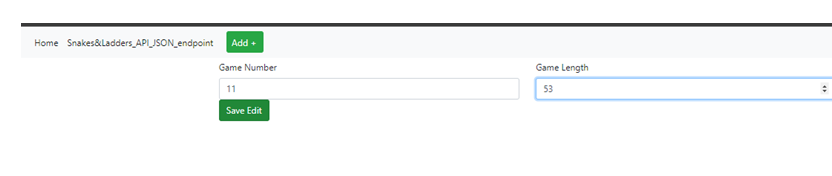 Home Snakes&Ladders_API_JSON_endpoint Add +
Game Number Game Length
11 53
Save Edit